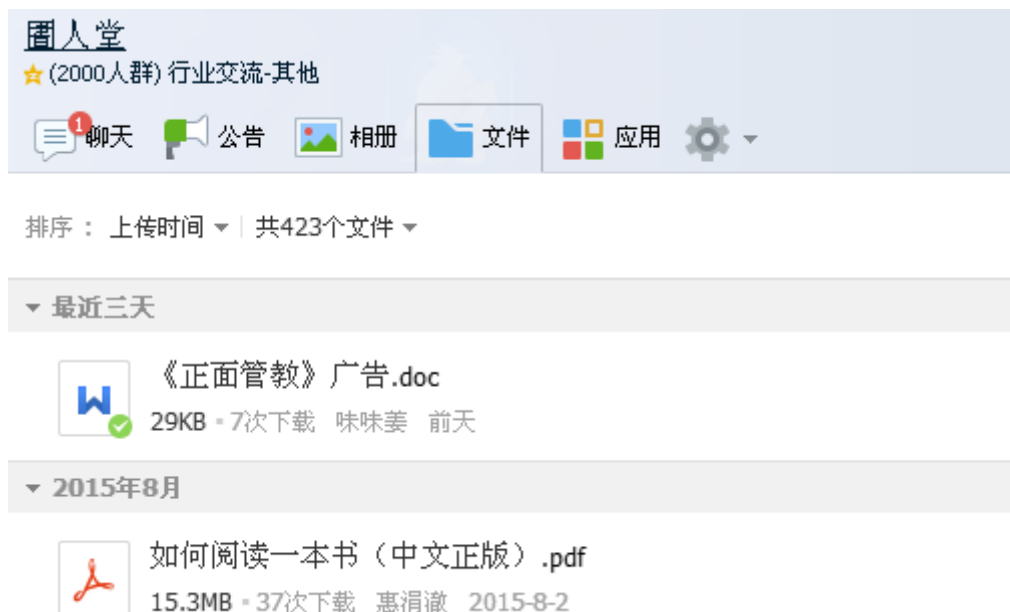 圊人堂
(2000人群) 行业交流-其他
1 聊天 公告 相册 文件 应用
排序： 上传时间 共423个文件
最近三天
《正面管教》广告.doc
29KB 7次下载 味味姜 前天
2015年8月
如何阅读一本书（中文正版）.pdf
15.3MB 37次下载 惠涓澈 2015-8-2